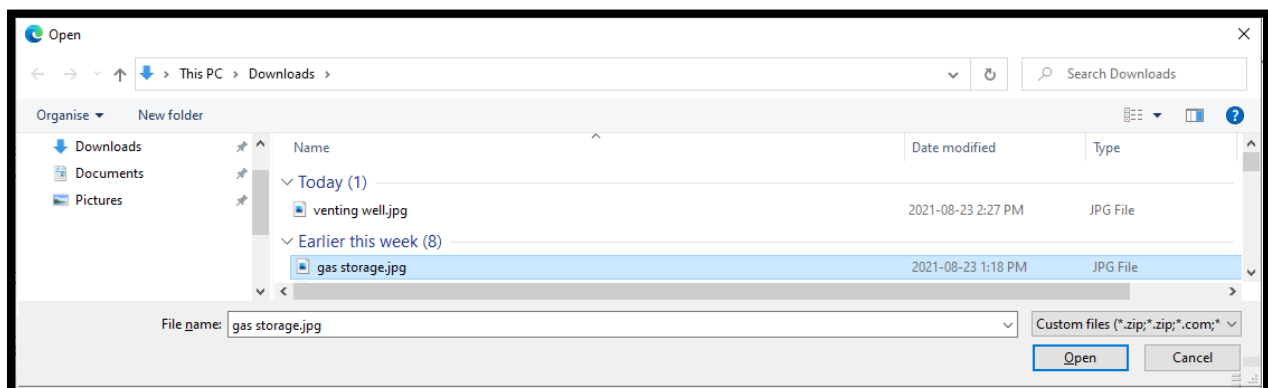 Open
This PC > Downloads >
Search Downloads
Organise
New folder
Downloads
Documents
Pictures
Name
Date modified
Type
Today (1)
venting well.jpg
2021-08-23 2:27 PM
JPG File
Earlier this week (8)
gas storage.jpg
2021-08-23 1:18 PM
JPG File
File name:
gas storage.jpg
Custom files (*.zip;*.zip;*.com;*
Open
Cancel